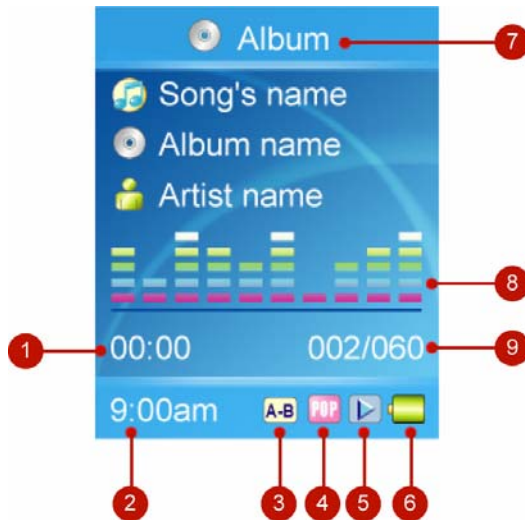 Album
7
Song's name
Album name
Artist name
8
1
00:00
002/060
9
9:00am
A-B
POP
2
3
4
5
6